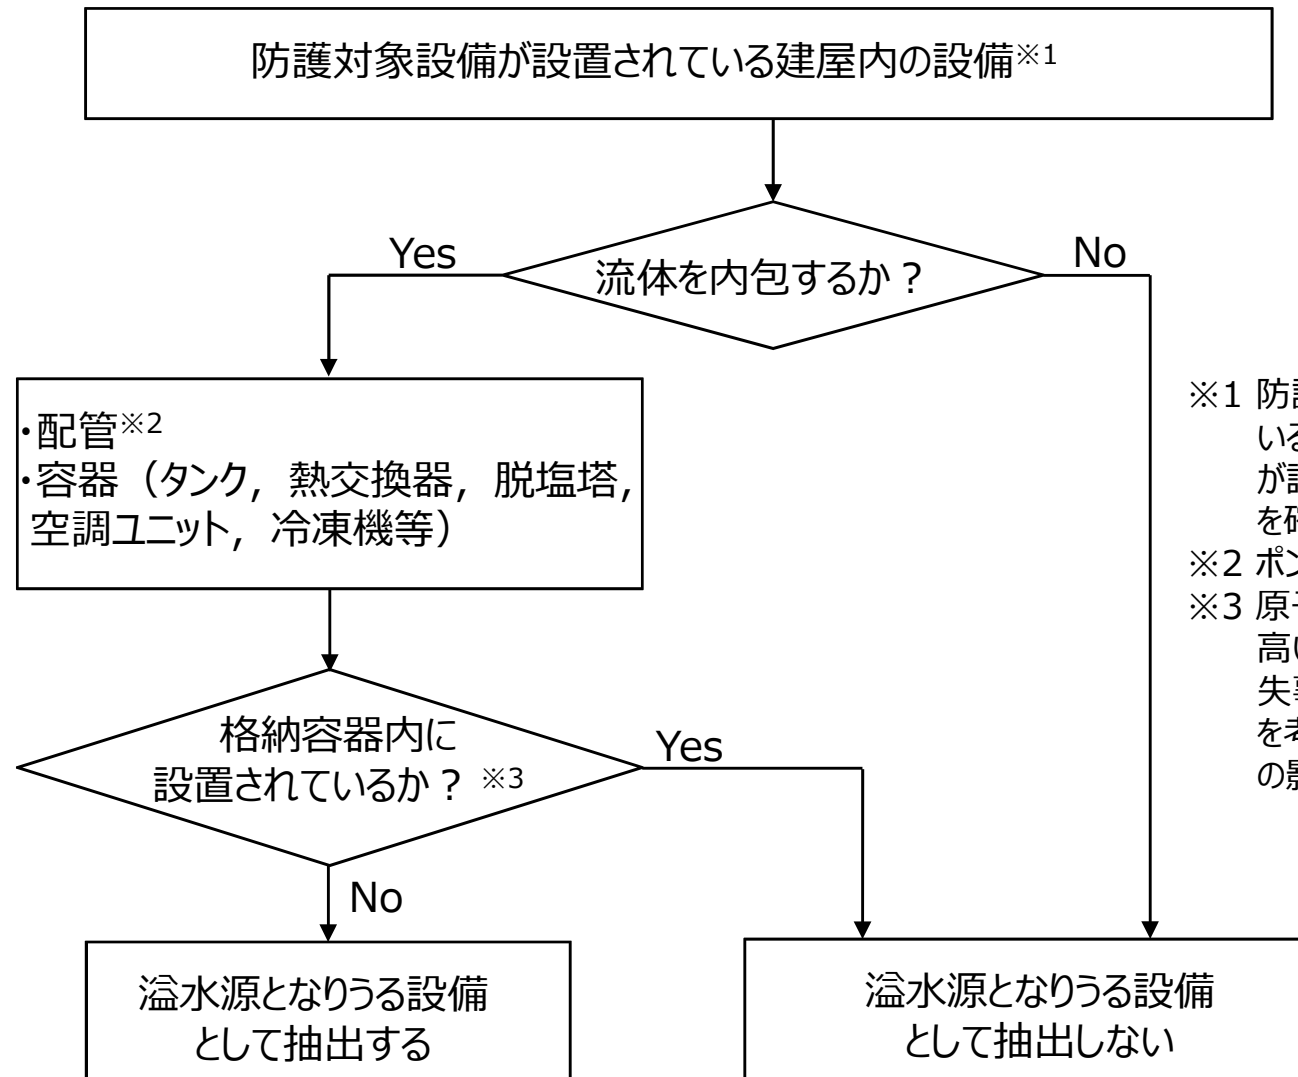 防護対象設備が設置されている建屋内の設備※1
流体を内包するか？
Yes
No
・配管※2
・容器（タンク，熱交換器，脱塩塔，
空調ユニット，冷凍機等）
格納容器内に
設置されているか？ ※3
Yes
No
溢水源となりうる設備
として抽出する
溢水源となりうる設備
として抽出しない
※1 防
いる
が
を
※2 ポン
※3 原子
高い
失
を考
の